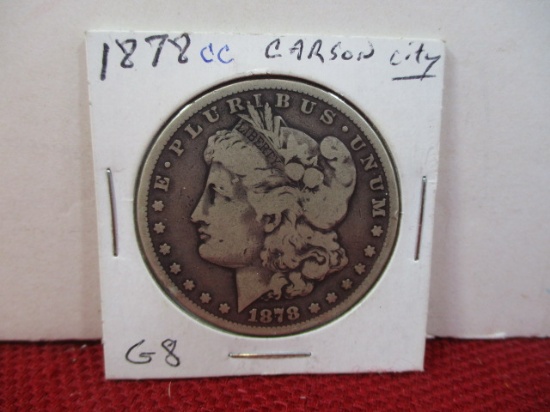 1878 CC CARSON City
E · PLURIBUS · UNUM
LIBERTY
1878
G8